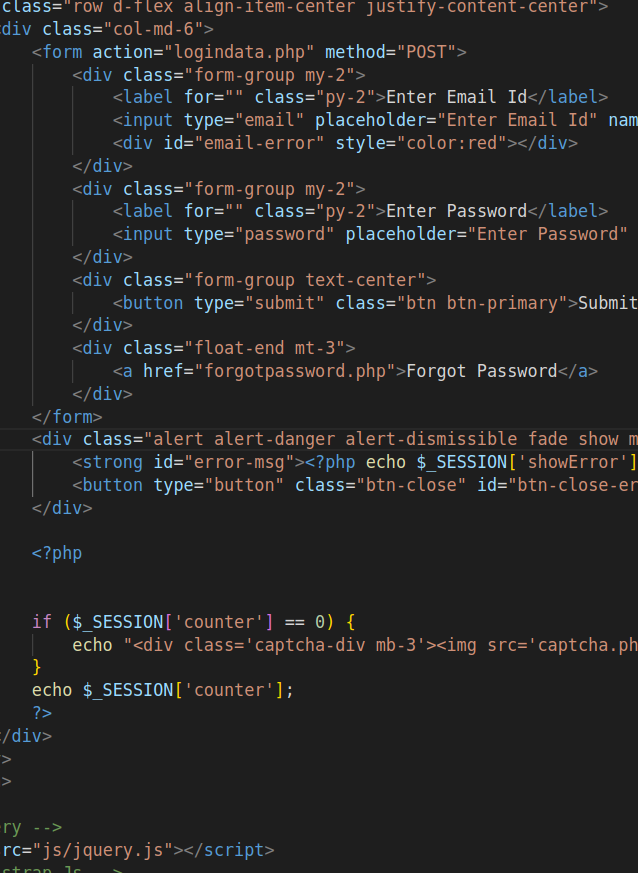 class="row d-flex align-item-center justify-content-center">
div class="col-md-6">
<form action="logindata.php" method="POST">
<div class="form-group my-2">
<label for="" class="py-2">Enter Email Id</label>
<input type="email" placeholder="Enter Email Id" nam
<div id="email-error" style="color:red"></div>
</div>
<div class="form-group my-2">
<label for="" class="py-2">Enter Password</label>
<input type="password" placeholder="Enter Password"
</div>
<div class="form-group text-center">
<button type="submit" class="btn btn-primary">Submit
</div>
<div class="float-end mt-3">
<a href="forgotpassword.php">Forgot Password</a>
</div>
</form>
<div class="alert alert-danger alert-dismissible fade show m
<strong id="error-msg"><?php echo $_SESSION['showError']
<button type="button" class="btn-close" id="btn-close-er
</div>
<?php
if ($_SESSION['counter'] == 0) {
echo "<div class='captcha-div mb-3'><img src='captcha.ph
}
echo $_SESSION['counter'];
?>
</div>
>
>
ery -->
rc="js/jquery.js"></script>
strap Js -->